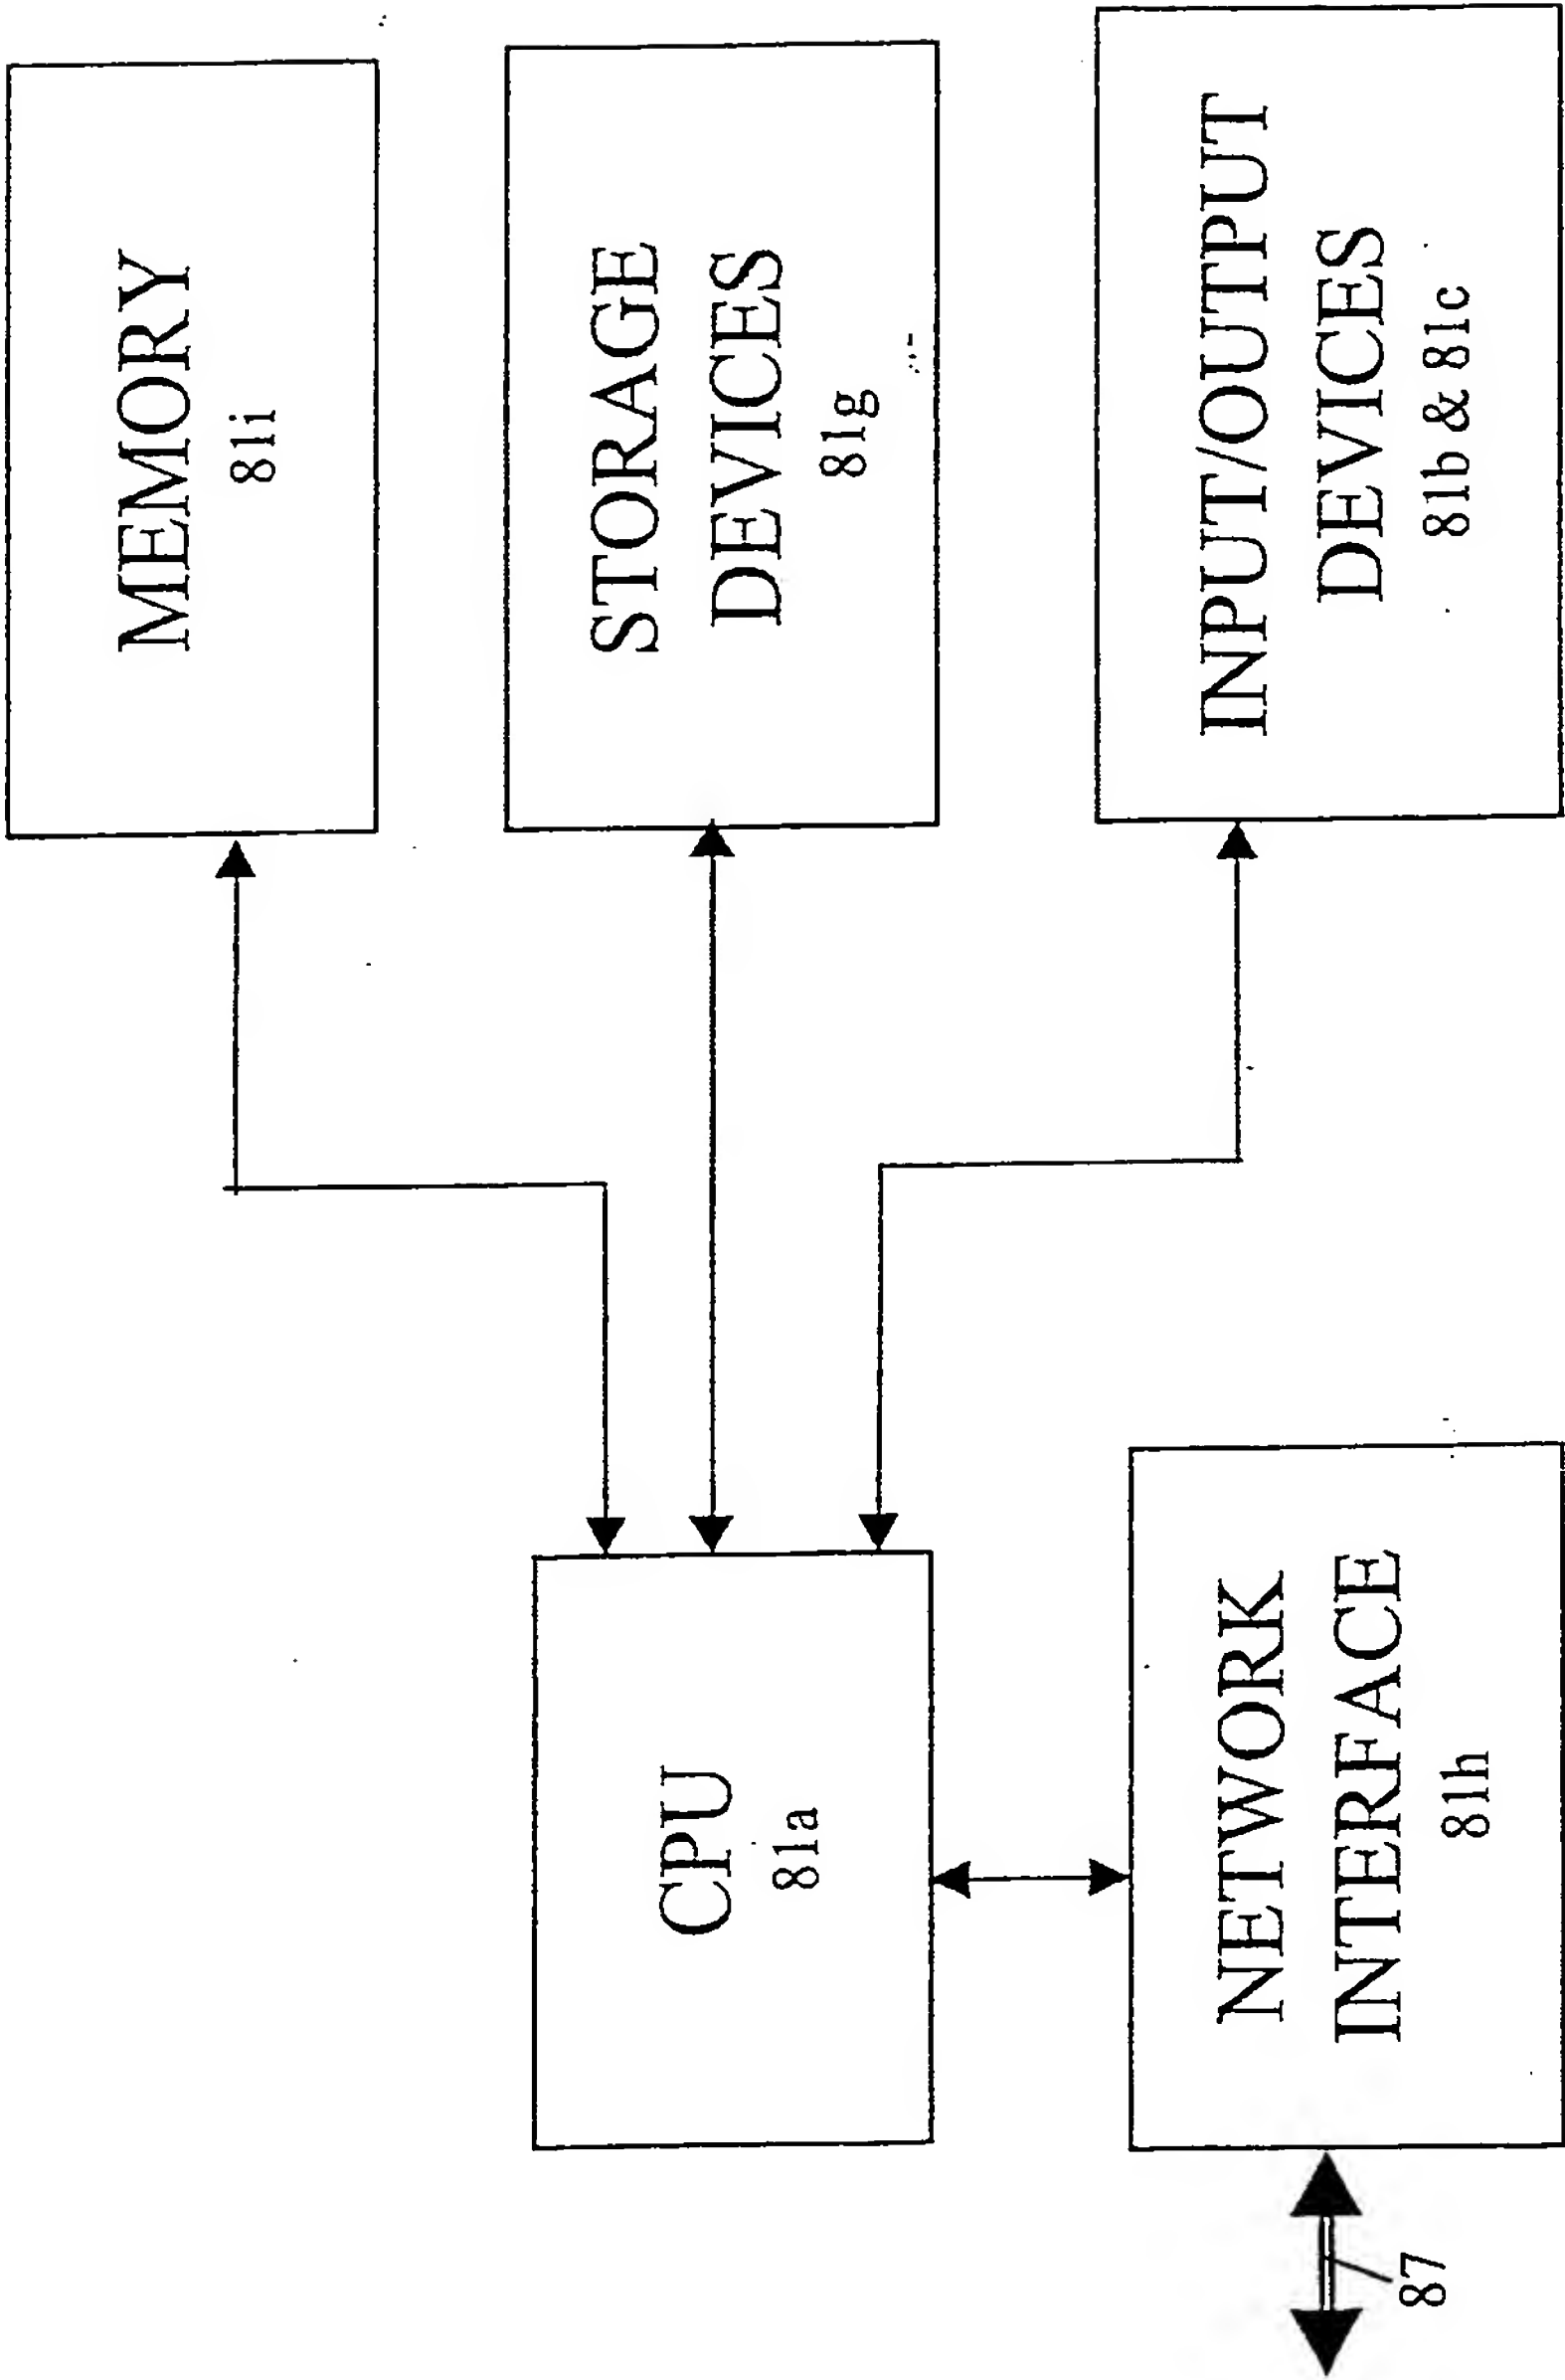 MEMORY
81i
STORAGE
DEVICES
81g
INPUT/OUTPUT
DEVICES
81b & 81c
CPU
81a
NETWORK
INTERFACE
81h
87